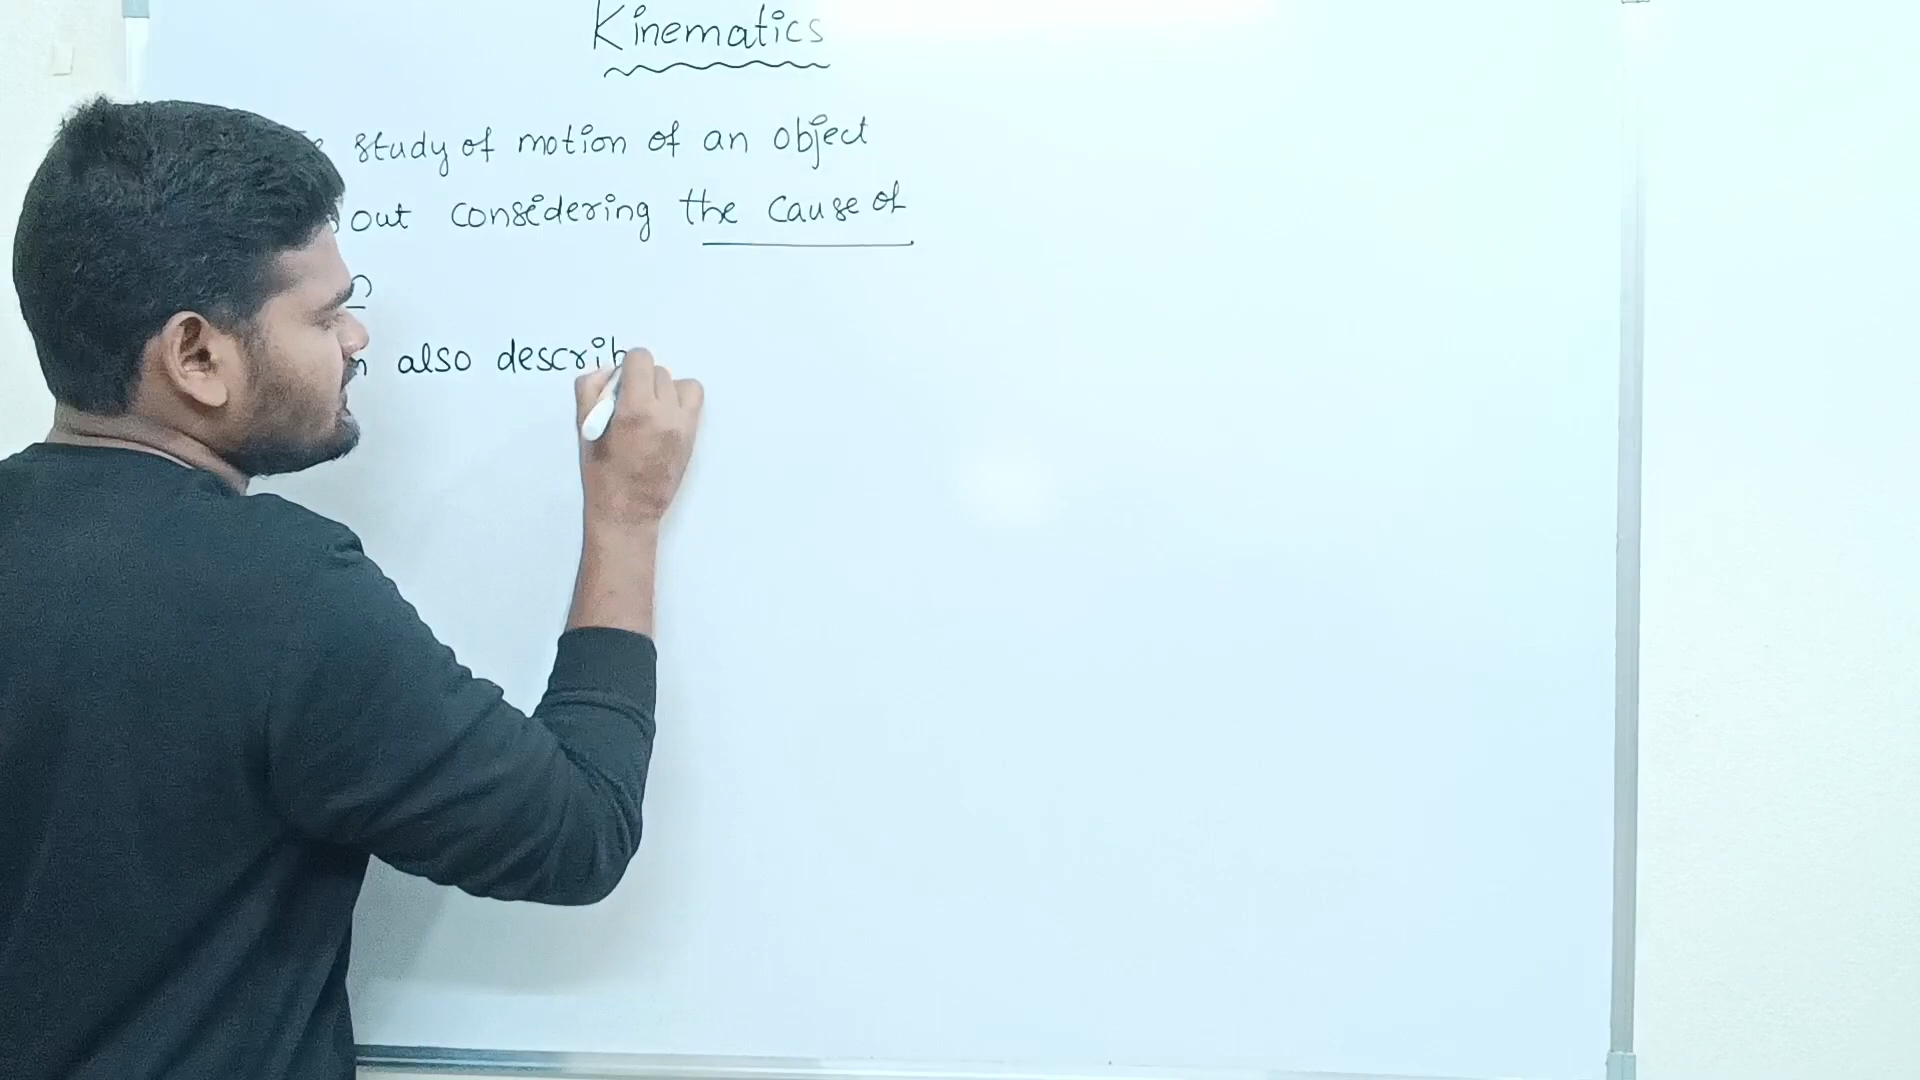 Kinematics
study of motion of an object
out considering the cause of
also describ